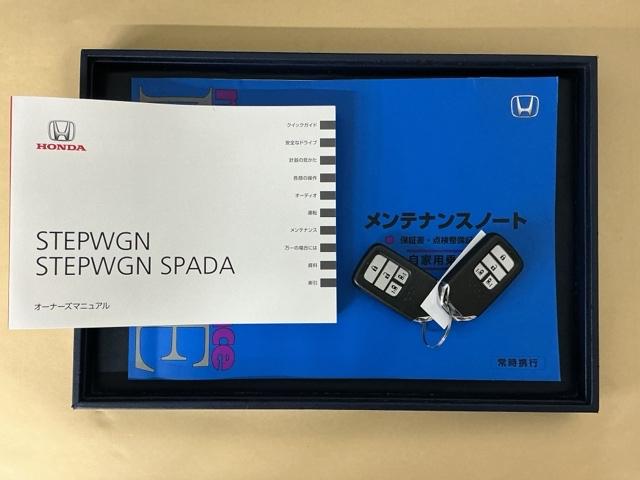 HONDA
STEPWGN
STEPWGN SPADA
オーナーズマニュアル
クイックガイド
安全なドライブ
計器の見かた
各部の操作
オーディオ
運転
メンテナンス
万一の場合には
資料
索引
メンテナンスノート
保証書・点検整備
自家用乗
常時携行